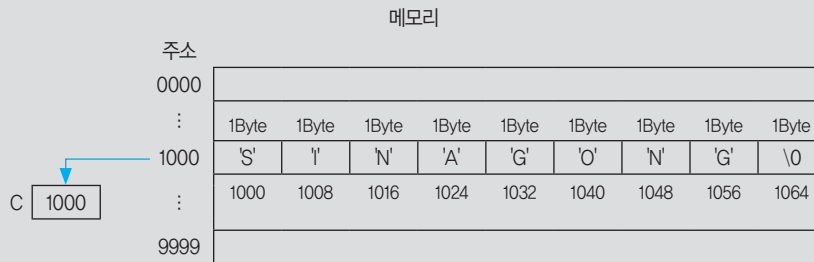 메모리
주소
0000
⋮ 1Byte 1Byte 1Byte 1Byte 1Byte 1Byte 1Byte 1Byte 1Byte
1000 'S' 'I' 'N' 'A' 'G' 'O' 'N' 'G' \0
C 1000 ⋮ 1000 1008 1016 1024 1032 1040 1048 1056 1064
9999